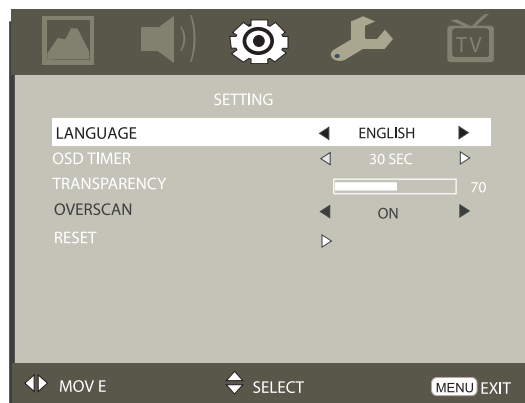 TV
SETTING
LANGUAGE ENGLISH
OSD TIMER 30 SEC
TRANSPARENCY 70
OVERSCAN ON
RESET
MOV E SELECT MENU EXIT